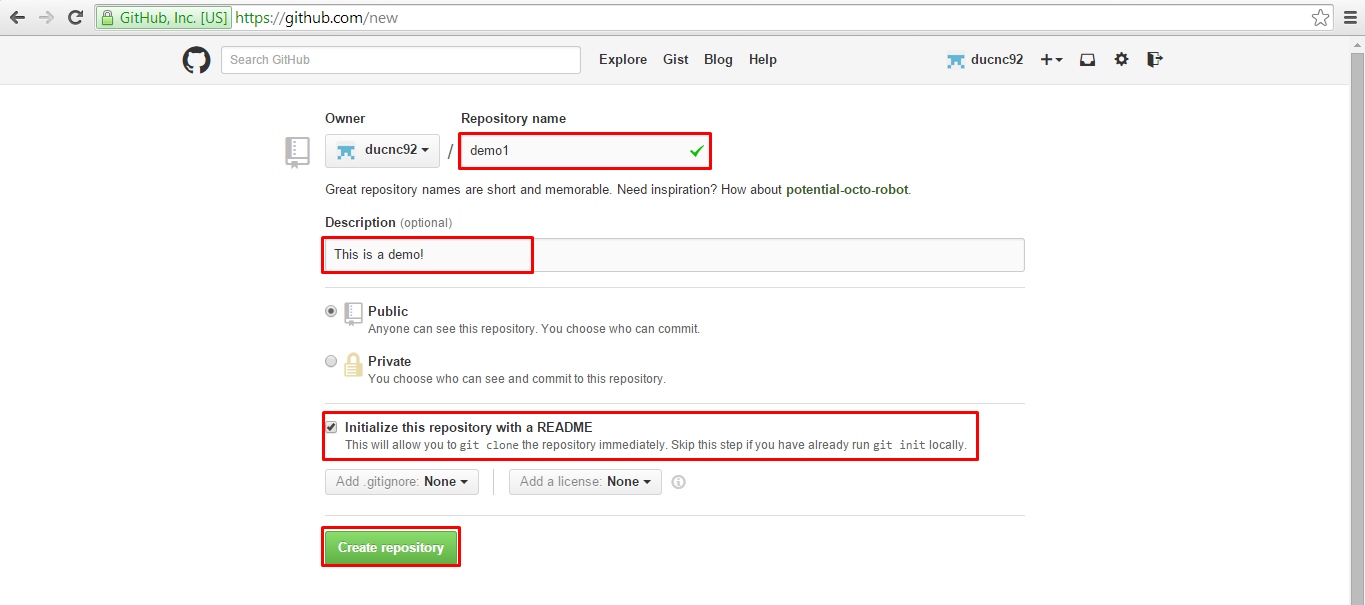 GitHub, Inc. [US] https://github.com/new
Search GitHub Explore Gist Blog Help ducnc92
Owner Repository name
ducnc92 / demo1
Great repository names are short and memorable. Need inspiration? How about potential-octo-robot.
Description (optional)
This is a demo!
Public
Anyone can see this repository. You choose who can commit.
Private
You choose who can see and commit to this repository.
Initialize this repository with a README
This will allow you to git clone the repository immediately. Skip this step if you have already run git init locally.
Add .gitignore: None Add a license: None
Create repository